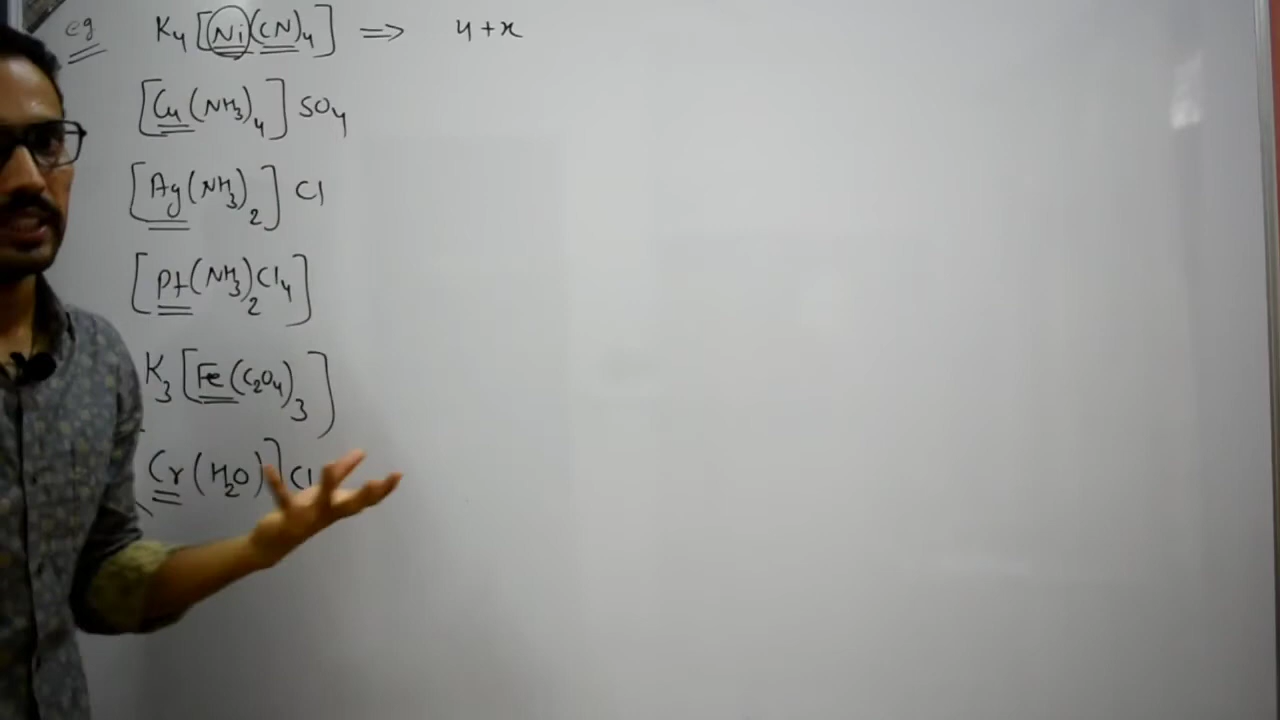 eg K₄[Ni(CN)₄] ⇒ 4+x
[Cu(NH₃)₄]SO₄
[Ag(NH₃)₂]Cl
[Pt(NH₃)₂Cl₄]
K₃[Fe(C₂O₄)₃]
Cr(H₂O)]Cl